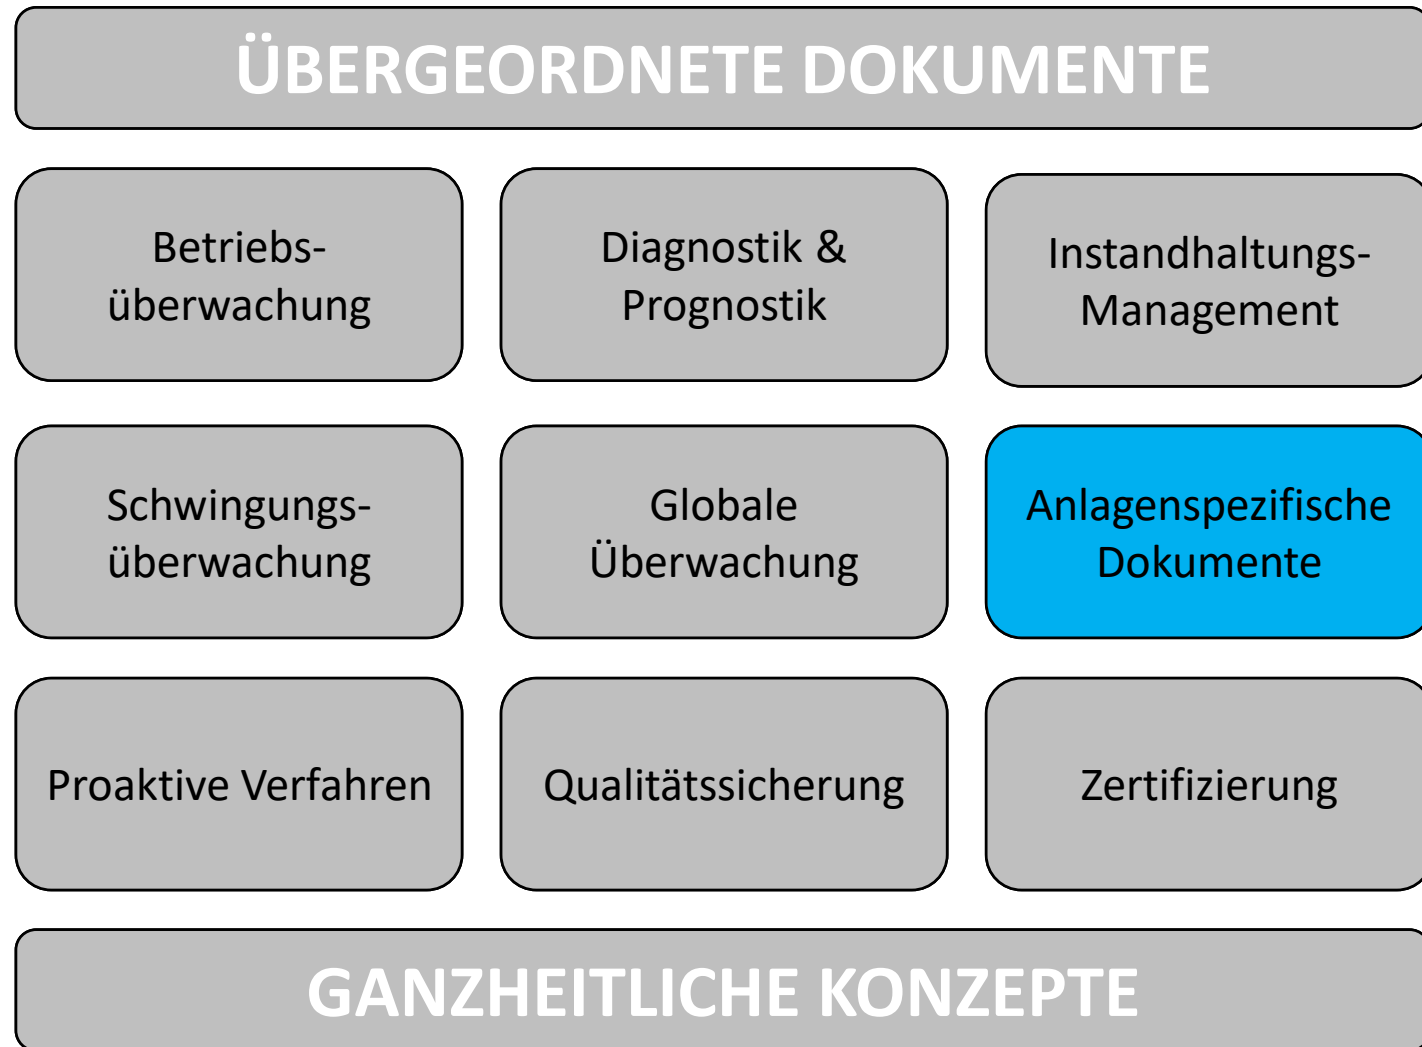 ÜBERGEORDNETE DOKUMENTE
Betriebs-
überwachung
Diagnostik &
Prognostik
Instandhaltungs-
Management
Schwingungs-
überwachung
Globale
Überwachung
Anlagenspezifische
Dokumente
Proaktive Verfahren
Qualitätssicherung
Zertifizierung
GANZHEITLICHE KONZEPTE